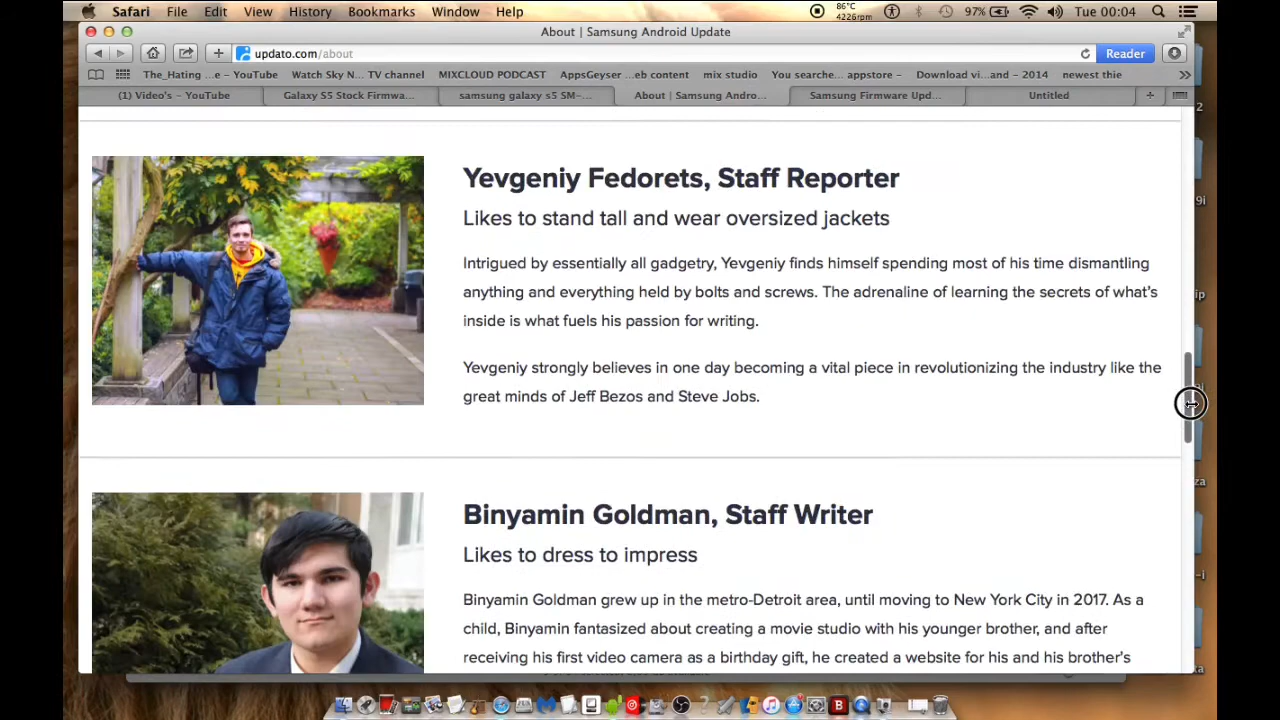 Safari File Edit View History Bookmarks Window Help 86°C 4226rpm 97% Tue 00:04
About | Samsung Android Update
updato.com/about Reader
The_Hating ...e – YouTube Watch Sky N... TV channel MIXCLOUD PODCAST AppsGeyser ...eb content mix studio You searche... appstore – Download vi...and – 2014 newest thie
(1) Video's – YouTube Galaxy S5 Stock Firmwa... samsung galaxy s5 SM-... About | Samsung Andro... Samsung Firmware Upd... Untitled
Yevgeniy Fedorets, Staff Reporter
Likes to stand tall and wear oversized jackets
Intrigued by essentially all gadgetry, Yevgeniy finds himself spending most of his time dismantling
anything and everything held by bolts and screws. The adrenaline of learning the secrets of what's
inside is what fuels his passion for writing.
Yevgeniy strongly believes in one day becoming a vital piece in revolutionizing the industry like the
great minds of Jeff Bezos and Steve Jobs.
Binyamin Goldman, Staff Writer
Likes to dress to impress
Binyamin Goldman grew up in the metro-Detroit area, until moving to New York City in 2017. As a
child, Binyamin fantasized about creating a movie studio with his younger brother, and after
receiving his first video camera as a birthday gift, he created a website for his and his brother's